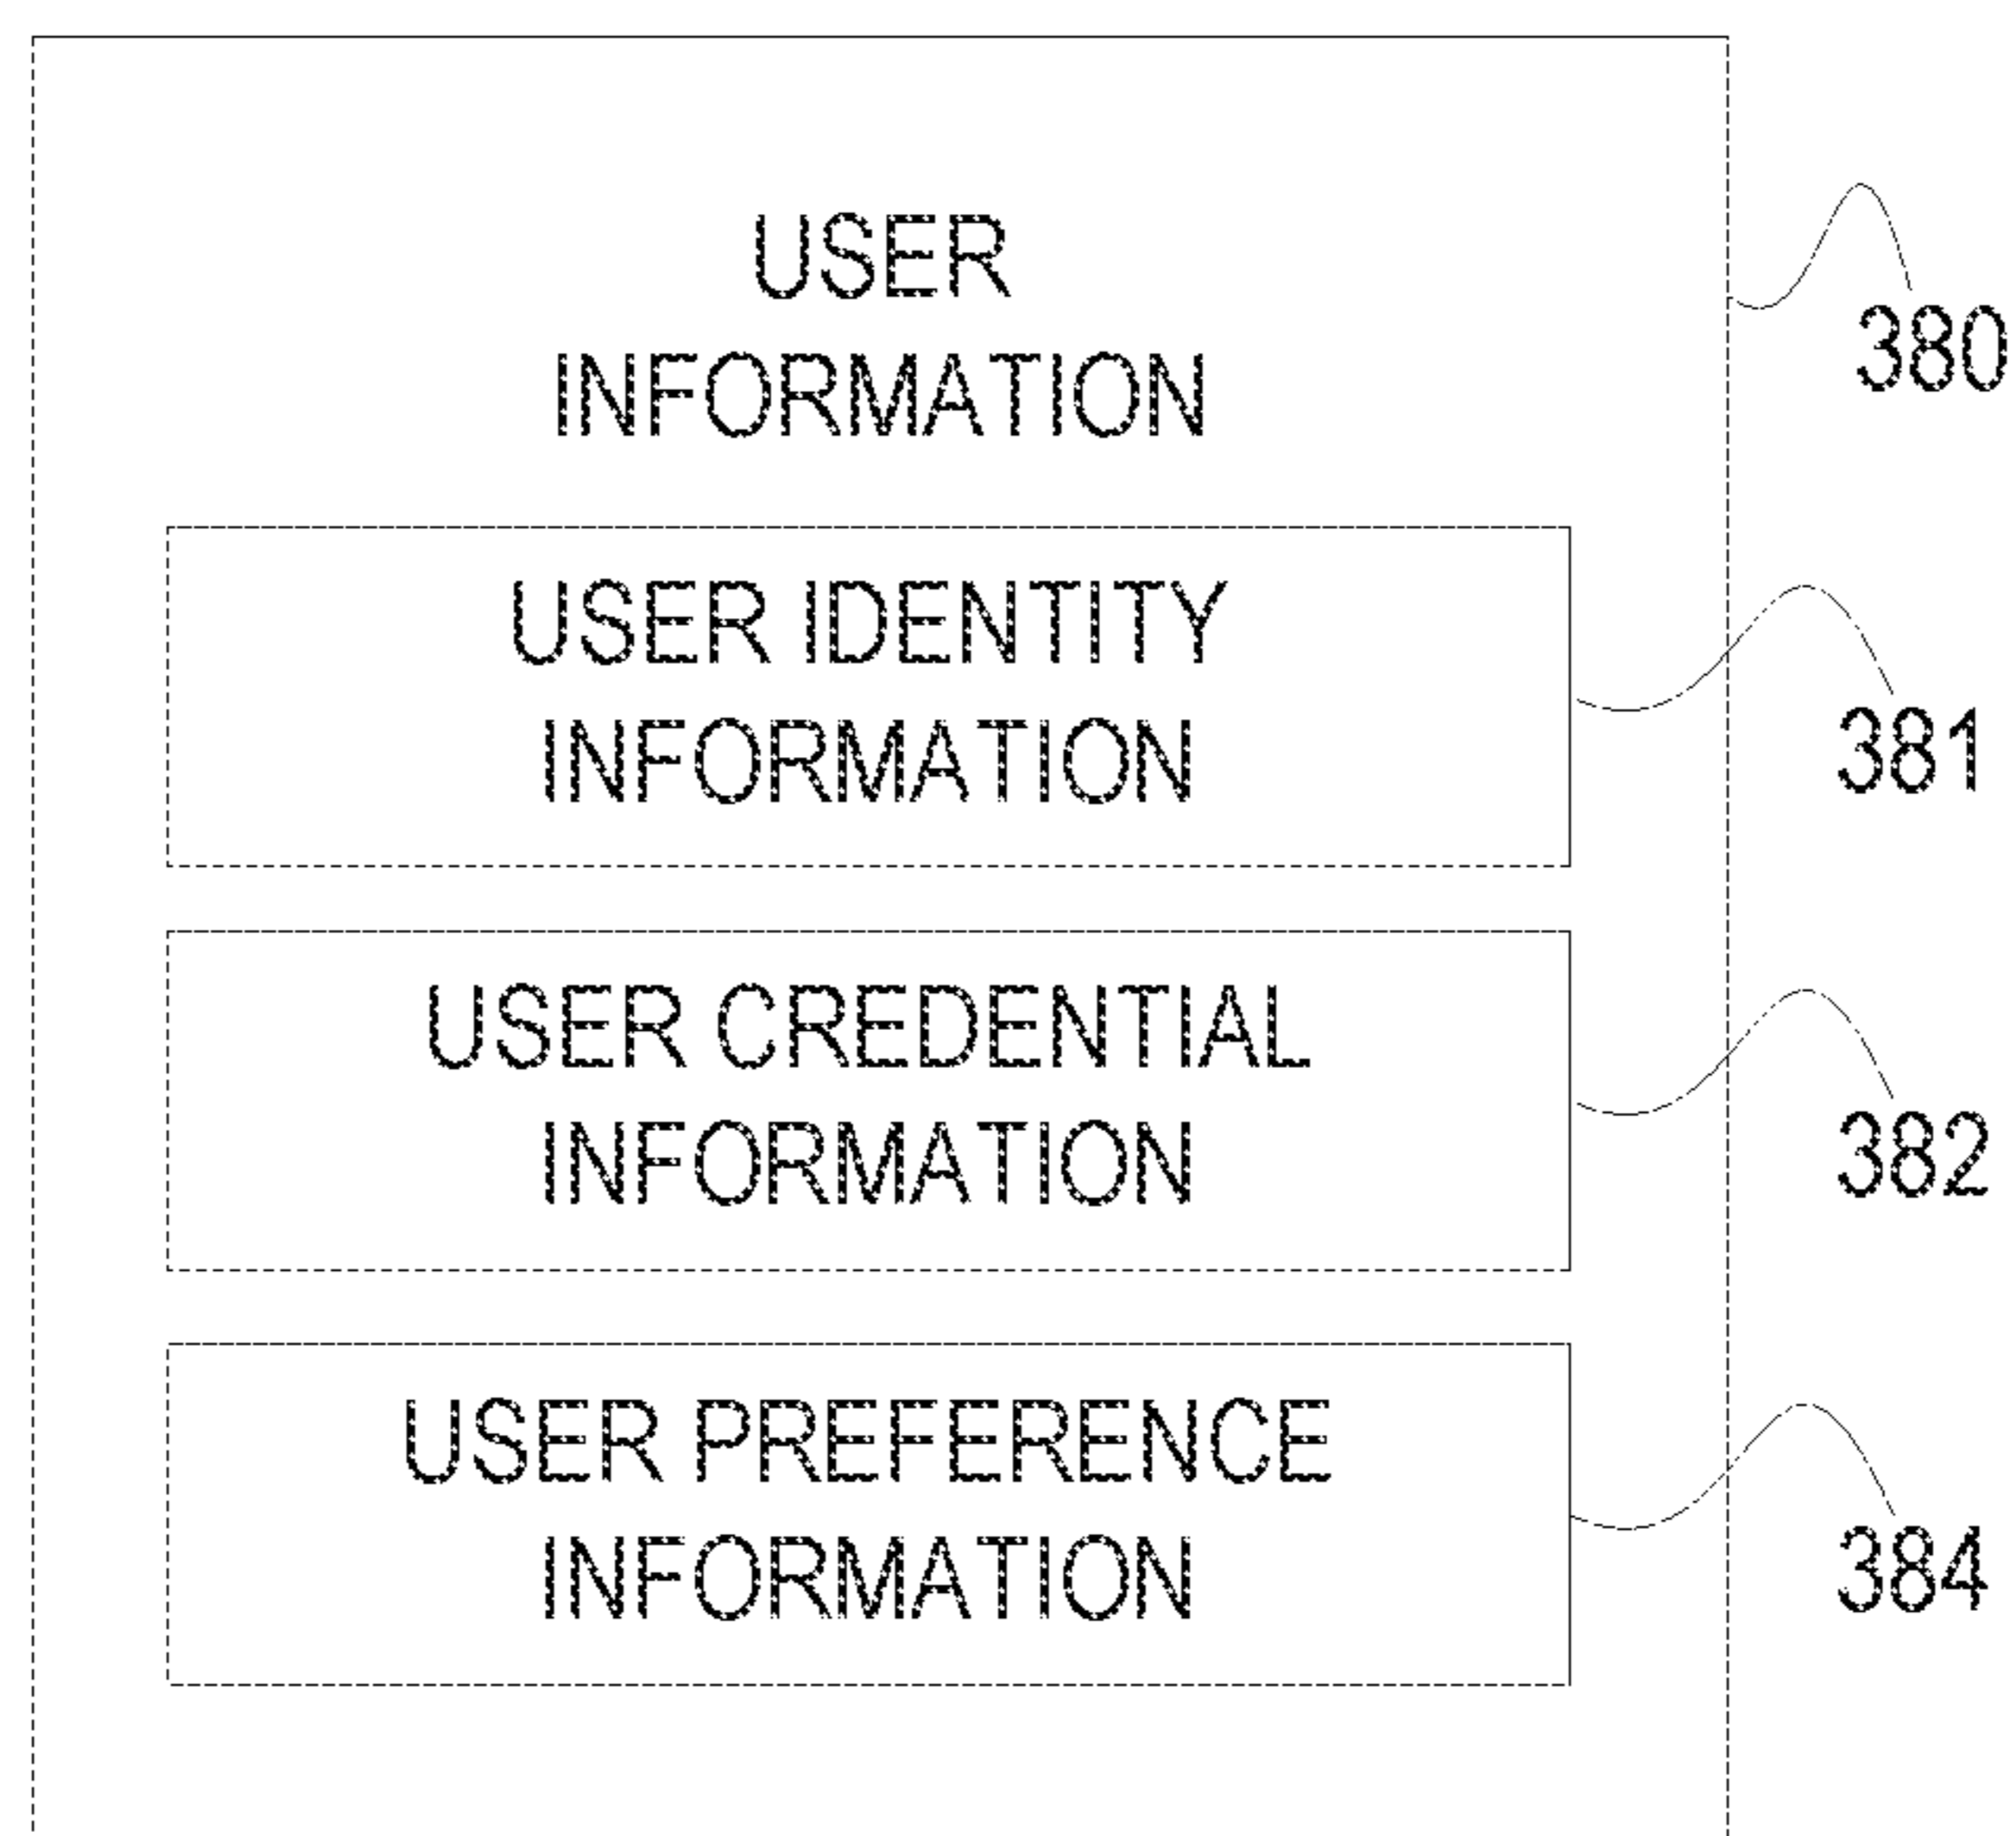 USER
INFORMATION
380
USER IDENTITY
INFORMATION
381
USER CREDENTIAL
INFORMATION
382
USER PREFERENCE
INFORMATION
384